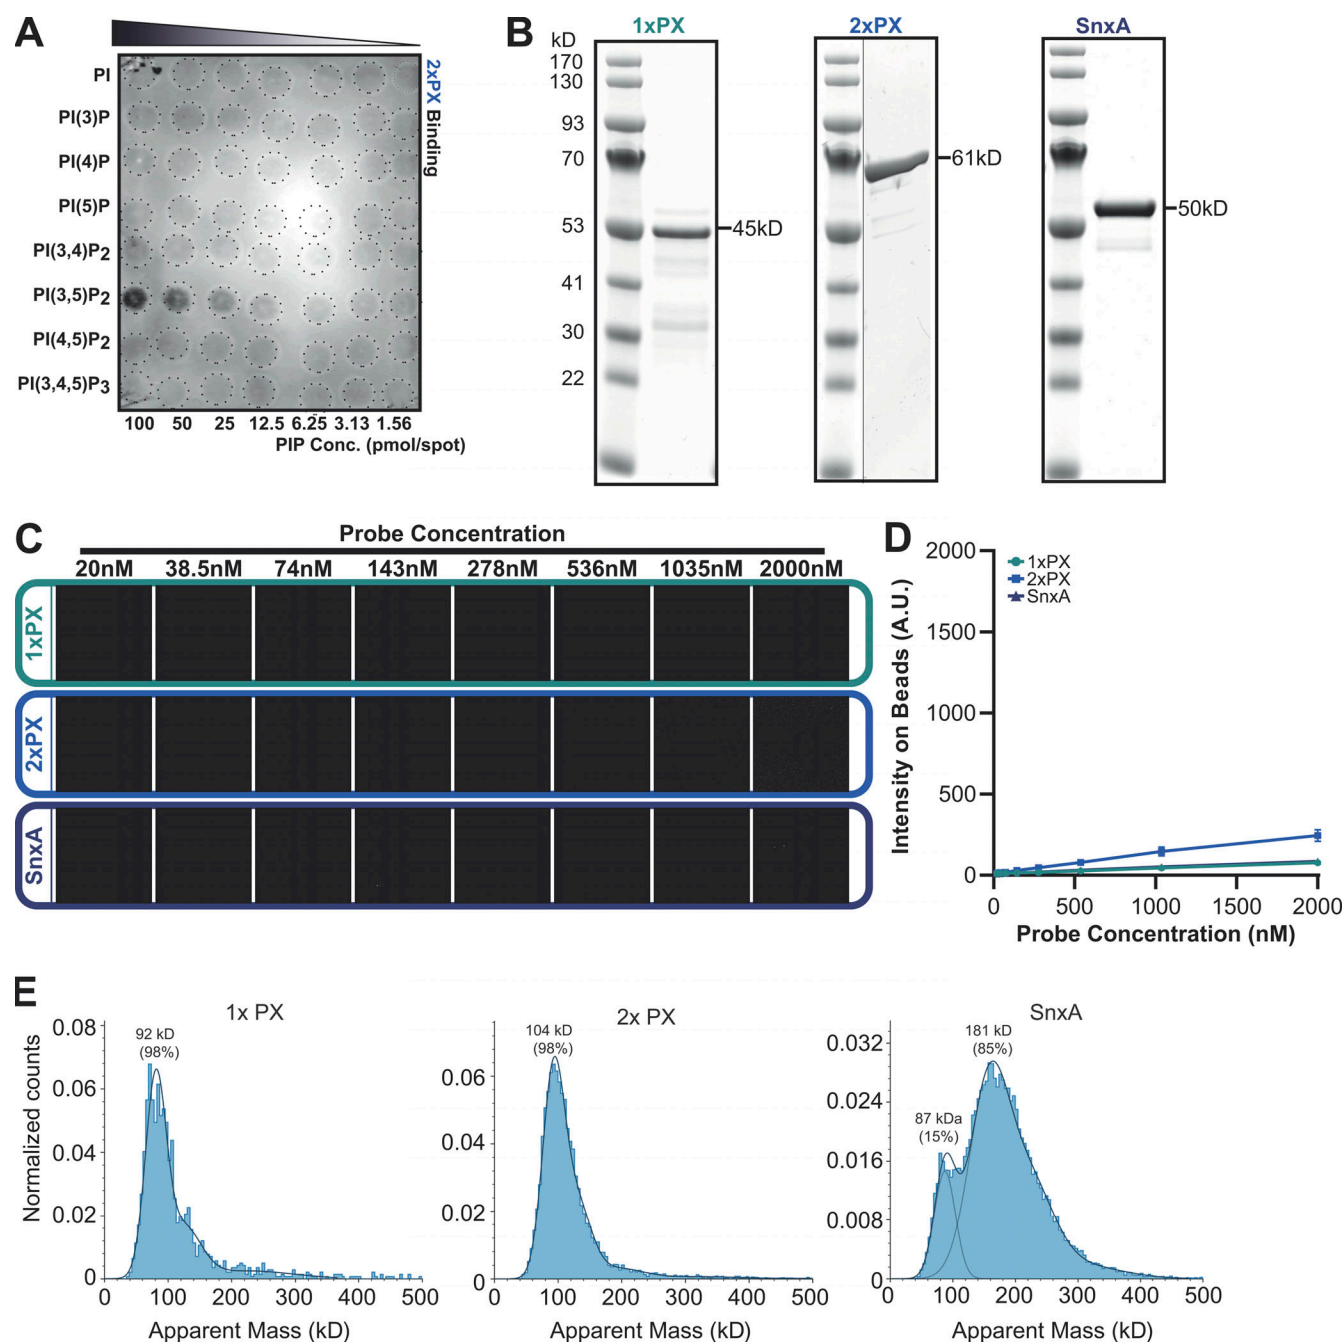 A
2xPX Binding
PI
PI(3)P
PI(4)P
PI(5)P
PI(3,4)P2
PI(3,5)P2
PI(4,5)P2
PI(3,4,5)P3
100 50 25 12.5 6.25 3.13 1.56
PIP Conc. (pmol/spot)
B
1xPX 2xPX SnxA
kD
170
130
93
70
53
41
30
22
45kD
61kD
50kD
C
Probe Concentration
20nM 38.5nM 74nM 143nM 278nM 536nM 1035nM 2000nM
1xPX
2xPX
SnxA
D
Intensity on Beads (A.U.)
2000
1500
1000
500
0
1xPX
2xPX
SnxA
0 500 1000 1500 2000
Probe Concentration (nM)
E
1x PX
Normalized counts
0.08
0.06
0.04
0.02
0
92 kD
(98%)
0 100 200 300 400 500
Apparent Mass (kD)
2x PX
0.06
0.04
0.02
0
104 kD
(98%)
0 100 200 300 400 500
Apparent Mass (kD)
SnxA
0.032
0.024
0.016
0.008
0
87 kDa
(15%)
181 kD
(85%)
0 100 200 300 400 500
Apparent Mass (kD)